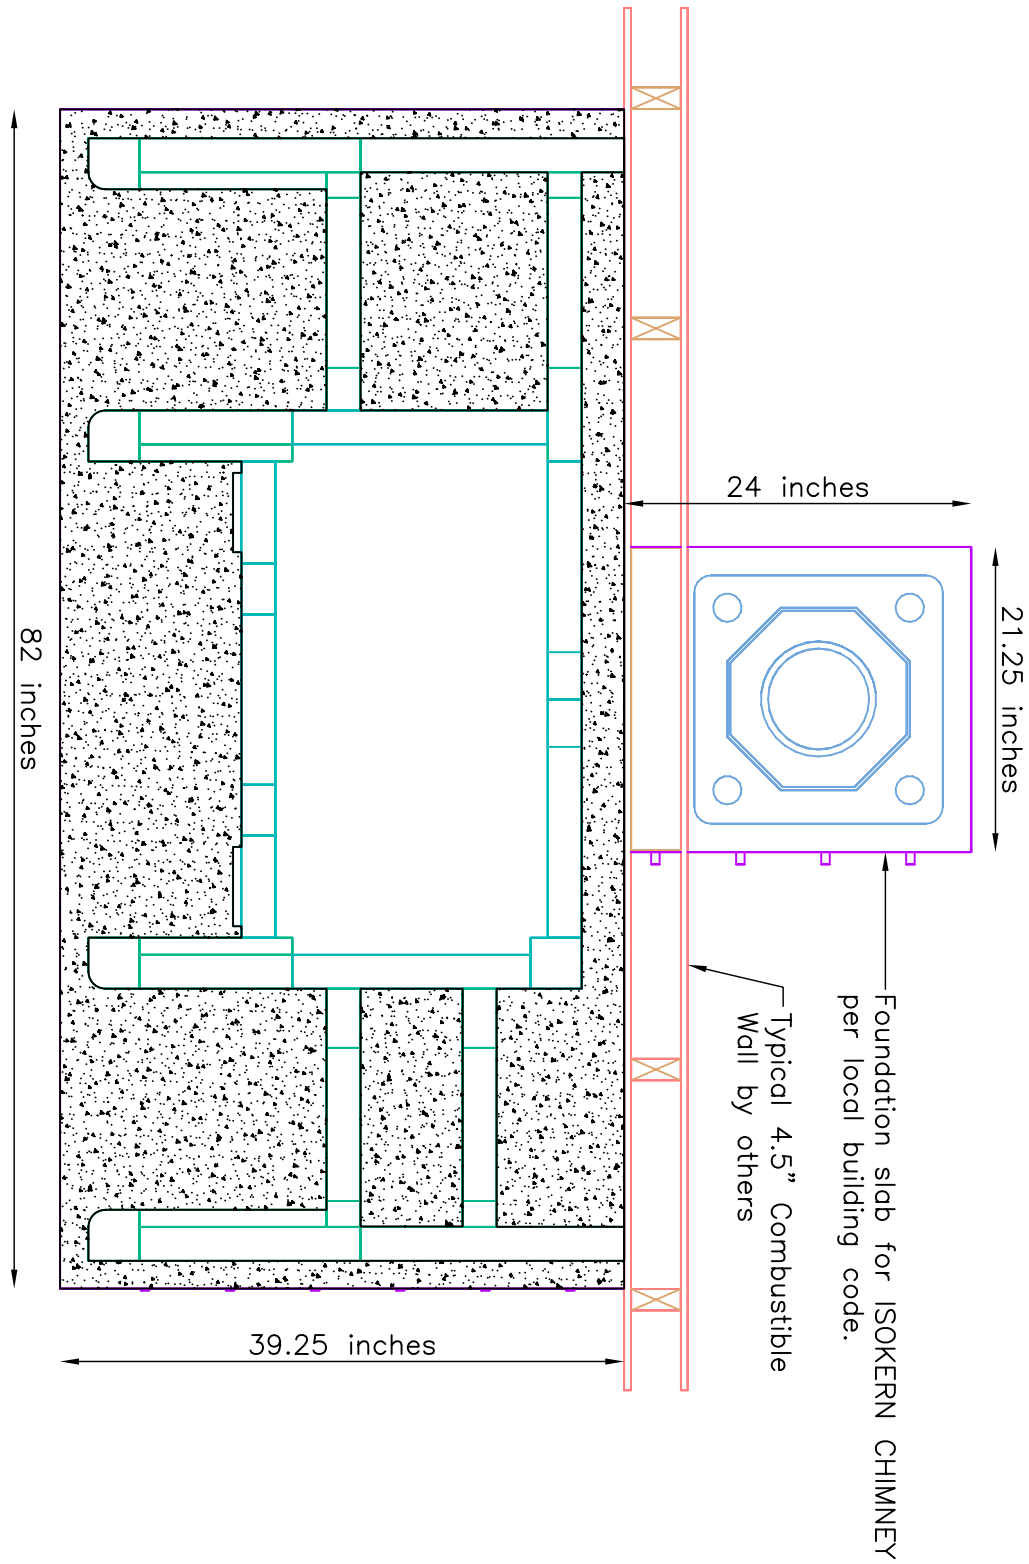 24 inches
21.25 inches
82 inches
Foundation slab for ISOKERN CHIMNEY
per local building code.
Typical 4.5” Combustible
Wall by others
39.25 inches